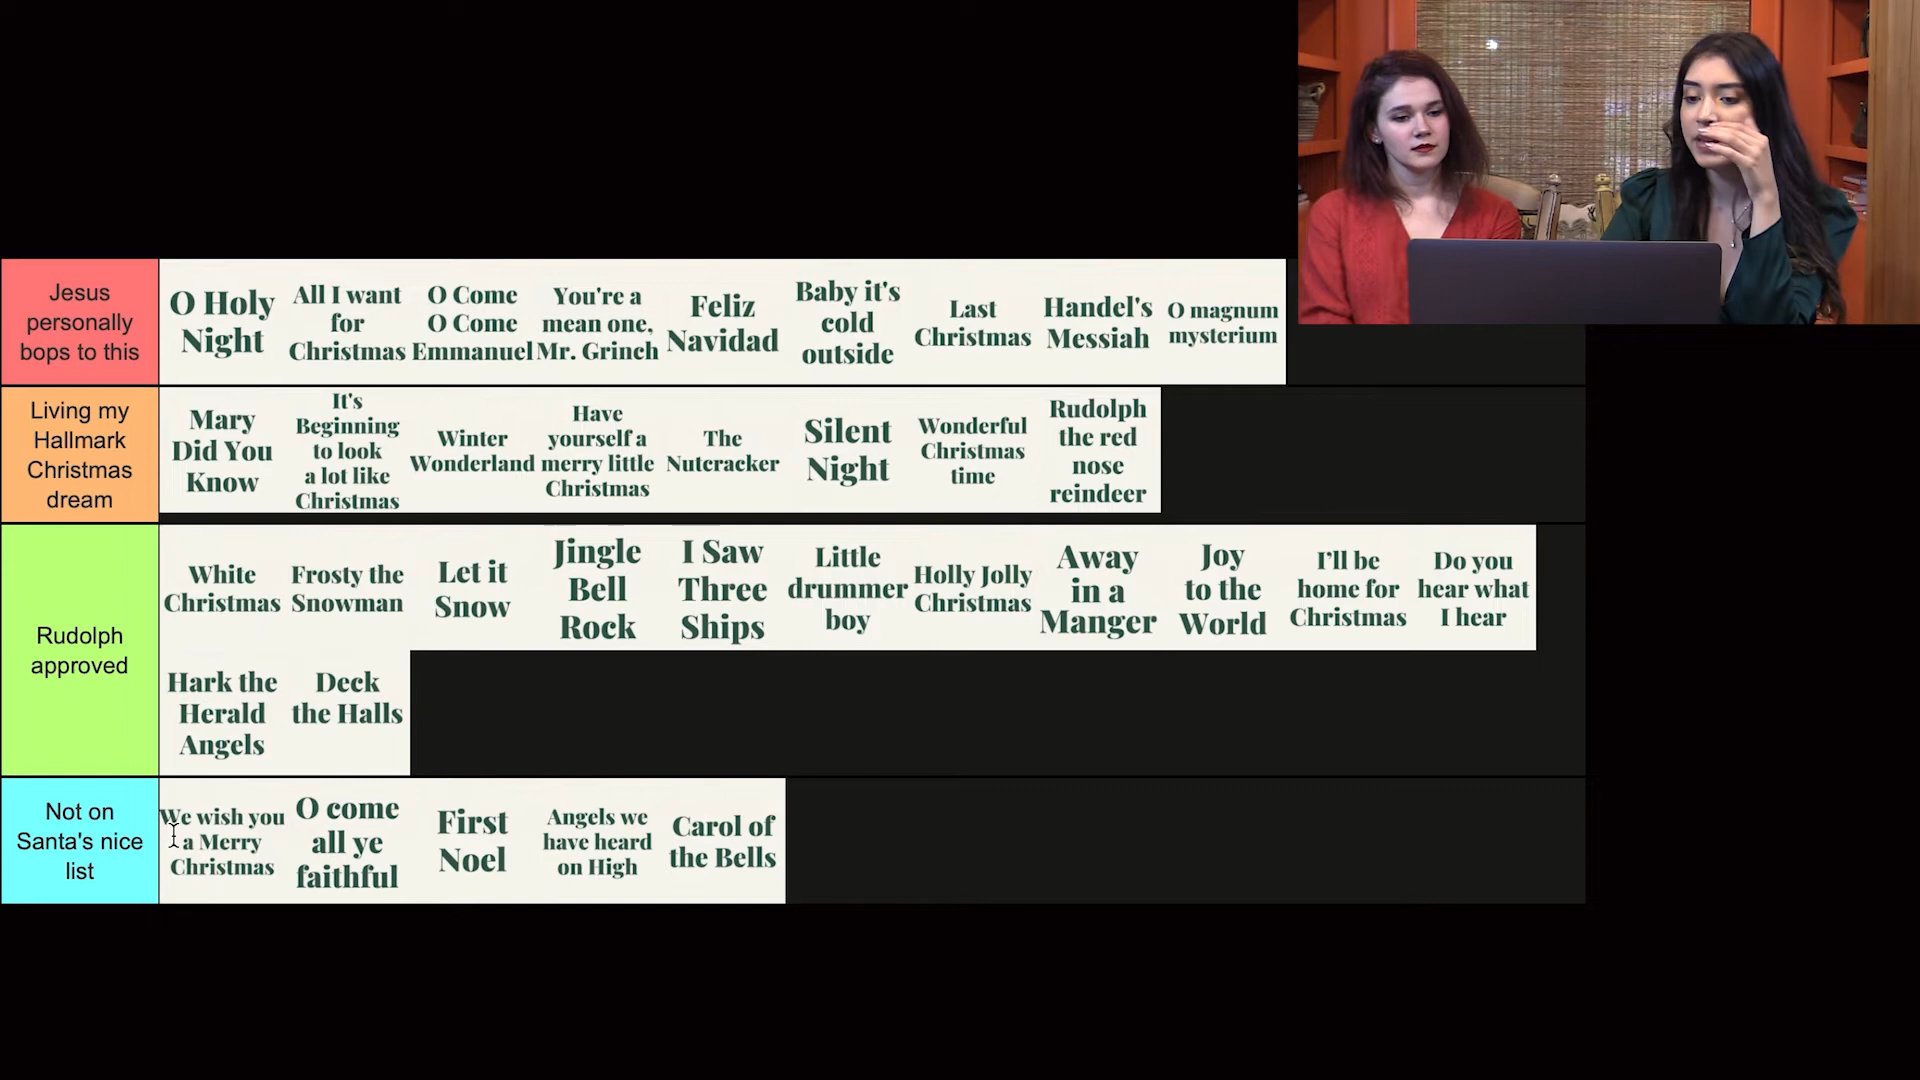 Jesus
personally
bops to this
O Holy
Night
All I want
for
Christmas
O Come
O Come
Emmanuel
You're a
mean one,
Mr. Grinch
Feliz
Navidad
Baby it's
cold
outside
Last
Christmas
Handel's
Messiah
O magnum
mysterium
Living my
Hallmark
Christmas
dream
Mary
Did You
Know
It's
Beginning
to look
a lot like
Christmas
Winter
Wonderland
Have
yourself a
merry little
Christmas
The
Nutcracker
Silent
Night
Wonderful
Christmas
time
Rudolph
the red
nose
reindeer
Rudolph
approved
White
Christmas
Frosty the
Snowman
Let it
Snow
Jingle
Bell
Rock
I Saw
Three
Ships
Little
drummer
boy
Holly Jolly
Christmas
Away
in a
Manger
Joy
to the
World
I'll be
home for
Christmas
Do you
hear what
I hear
Hark the
Herald
Angels
Deck
the Halls
Not on
Santa's nice
list
We wish you
a Merry
Christmas
O come
all ye
faithful
First
Noel
Angels we
have heard
on High
Carol of
the Bells